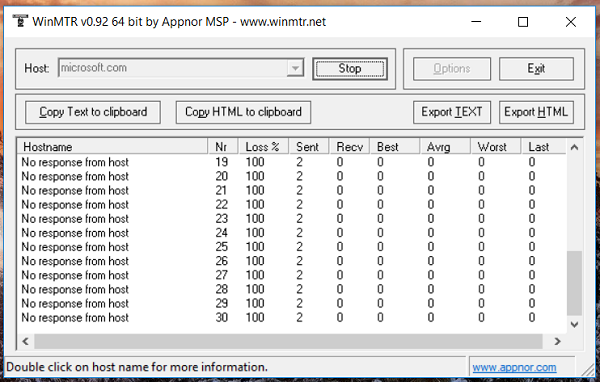 WinMTR v0.92 64 bit by Appnor MSP - www.winmtr.net
Host: microsoft.com Stop Options Exit
Copy Text to clipboard Copy HTML to clipboard Export TEXT Export HTML
Hostname Nr Loss % Sent Recv Best Avrg Worst Last
No response from host 19 100 2 0 0 0 0 0
No response from host 20 100 2 0 0 0 0 0
No response from host 21 100 2 0 0 0 0 0
No response from host 22 100 2 0 0 0 0 0
No response from host 23 100 2 0 0 0 0 0
No response from host 24 100 2 0 0 0 0 0
No response from host 25 100 2 0 0 0 0 0
No response from host 26 100 2 0 0 0 0 0
No response from host 27 100 2 0 0 0 0 0
No response from host 28 100 2 0 0 0 0 0
No response from host 29 100 2 0 0 0 0 0
No response from host 30 100 2 0 0 0 0 0
Double click on host name for more information. www.appnor.com